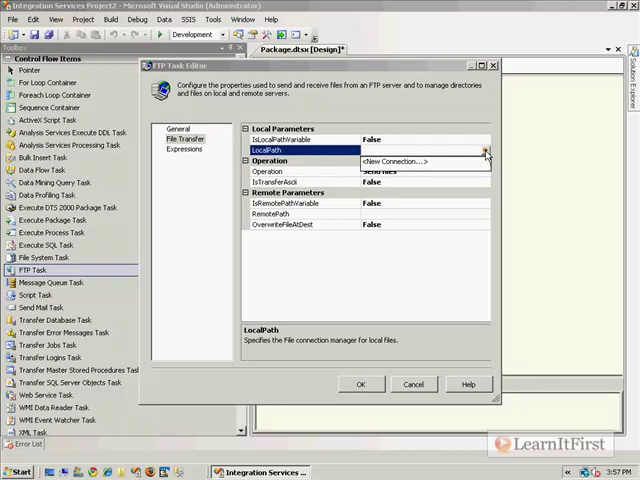 Integration Services Project2 - Microsoft Visual Studio (Administrator)
File Edit View Project Build Debug Data SSIS Tools Window Help
Development
Toolbox
Package.dtsx [Design]*
Control Flow Items
Pointer
For Loop Container
Foreach Loop Container
Sequence Container
ActiveX Script Task
Analysis Services Execute DDL Task
Analysis Services Processing Task
Bulk Insert Task
Data Flow Task
Data Mining Query Task
Execute DTS 2000 Package Task
Execute Package Task
Execute Process Task
Execute SQL Task
File System Task
FTP Task
Message Queue Task
Script Task
Send Mail Task
Transfer Database Task
Transfer Error Messages Task
Transfer Jobs Task
Transfer Logins Task
Transfer Master Stored Procedures
Transfer SQL Server Objects Task
Web Service Task
WMI Data Reader Task
WMI Event Watcher Task
XML Task
Error List
FTP Task Editor
Configure the properties used to send and receive files from an FTP server and to manage directories
and files on local and remote servers.
General
File Transfer
Expressions
Local Parameters
IsLocalPathVariable False
LocalPath
<New Connection...>
Operation
Operation Send files
IsTransferAscii False
Remote Parameters
IsRemotePathVariable False
RemotePath
OverwriteFileAtDest False
LocalPath
Specifies the File connection manager for local files.
OK Cancel Help
Solution Explorer
LearnItFirst
Start
Integration Services ...
3:57 PM